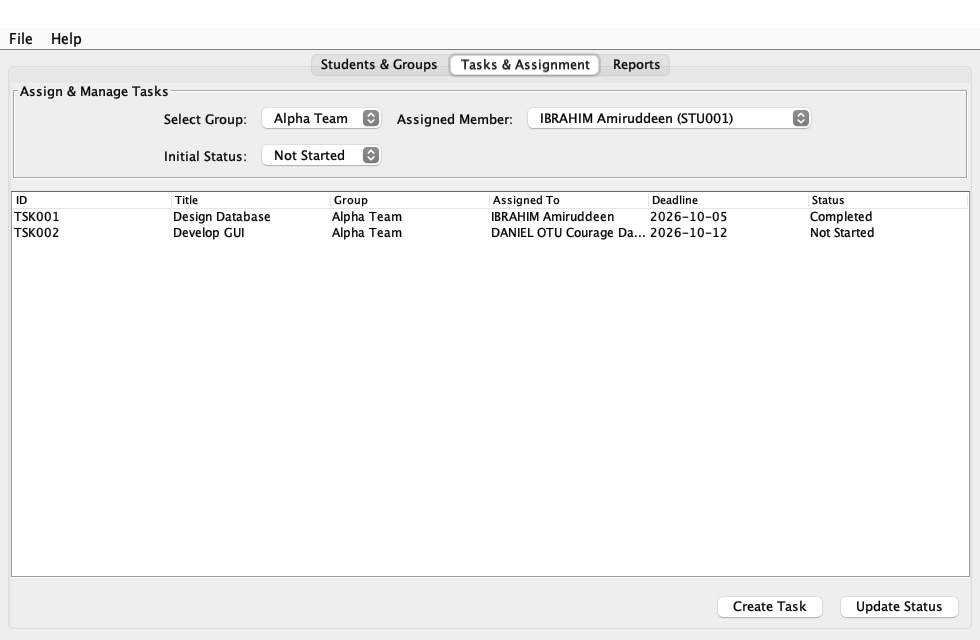 File Help
Students & Groups Tasks & Assignment Reports
Assign & Manage Tasks
Select Group: Alpha Team Assigned Member: IBRAHIM Amiruddeen (STU001)
Initial Status: Not Started
ID Title Group Assigned To Deadline Status
TSK001 Design Database Alpha Team IBRAHIM Amiruddeen 2026-10-05 Completed
TSK002 Develop GUI Alpha Team DANIEL OTU Courage Da... 2026-10-12 Not Started
Create Task Update Status